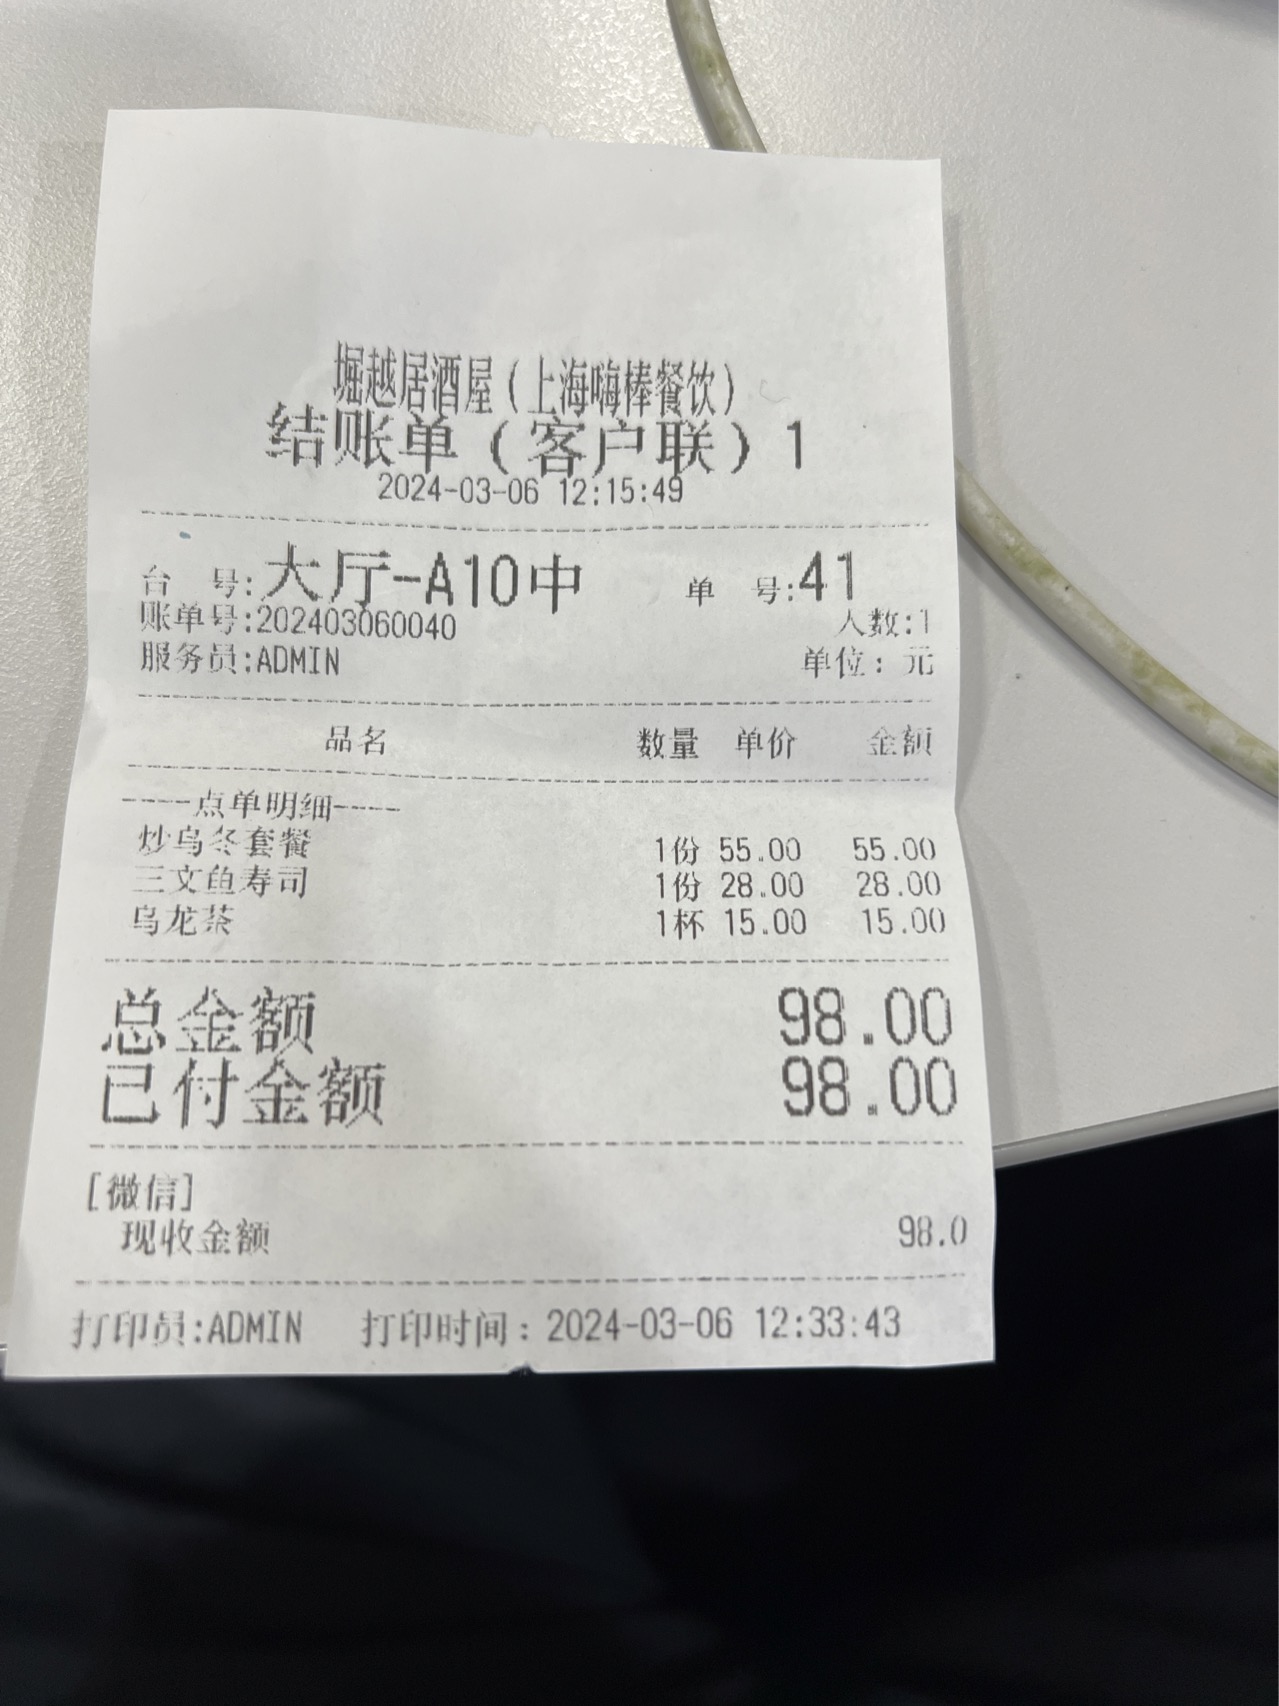 堀越居酒屋(上海嗨棒餐饮)
结账单(客户联)1
2024-03-06 12:15:49
台 号:大厅-A10中 单 号:41
账单号:202403060040 人数:1
服务员:ADMIN 单位:元
品名 数量 单价 金额
----点单明细----
炒乌冬套餐 1份 55.00 55.00
三文鱼寿司 1份 28.00 28.00
乌龙茶 1杯 15.00 15.00
总金额 98.00
已付金额 98.00
[微信]
现收金额 98.0
打印员:ADMIN 打印时间:2024-03-06 12:33:43